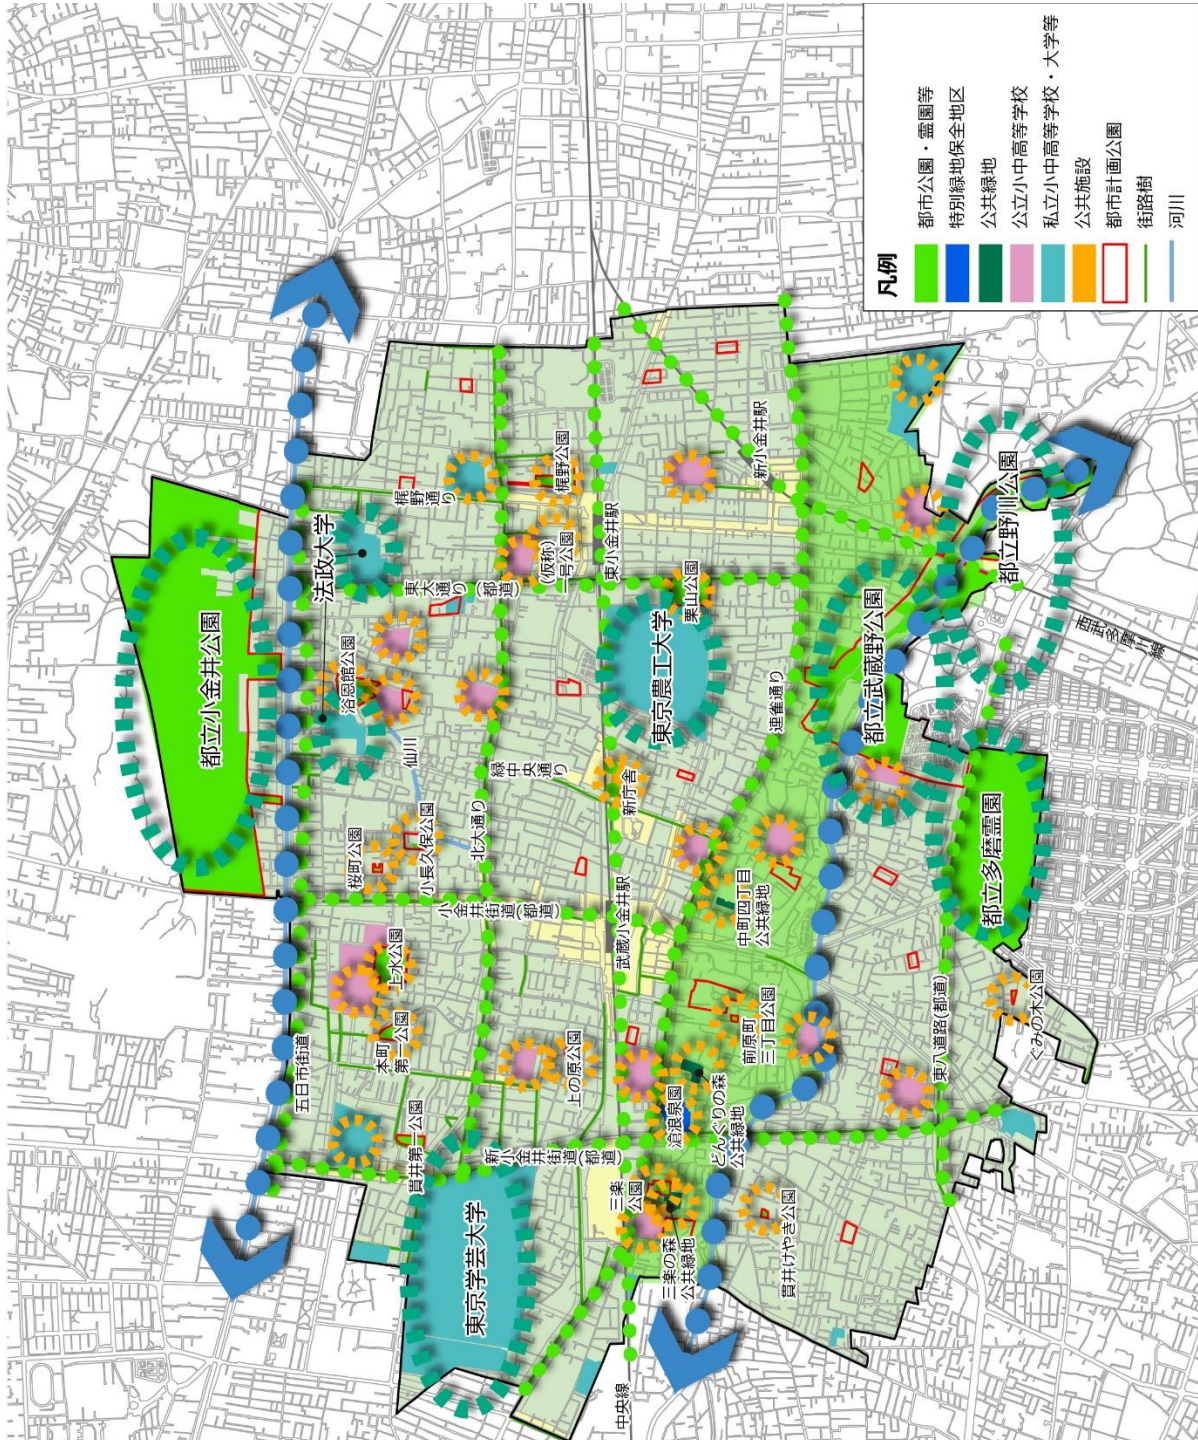 凡例
都市公園・霊園等
特別緑地保全地区
公共緑地
公立小中高等学校
私立小中高等学校・大学等
公共施設
都市計画公園
街路樹
河川
都立小金井公園
法政大学
浴恩館公園
仙川
桜町公園
小長久保公園
上水公園
本町
第一公園
五日市街道
貫井第一公園
東京学芸大学
梶野
通り
梶野公園
(仮称)
一号公園
東大
通り
(都道)
北大通り
緑中央通り
小金井街道(都道)
上の原公園
新小金井街道(都道)
東小金井駅
栗山公園
東京農工大学
新庁舎
武蔵小金井駅
新小金井駅
連雀通り
中町四丁目
公共緑地
前原町
三丁目公園
滄浪泉園
どんぐりの森
公共緑地
三楽
公園
三楽の森
公共緑地
貫井けやき公園
中央線
都立野川公園
都立武蔵野公園
西武多摩川線
都立多磨霊園
東八道路(都道)
ぐみの木公園